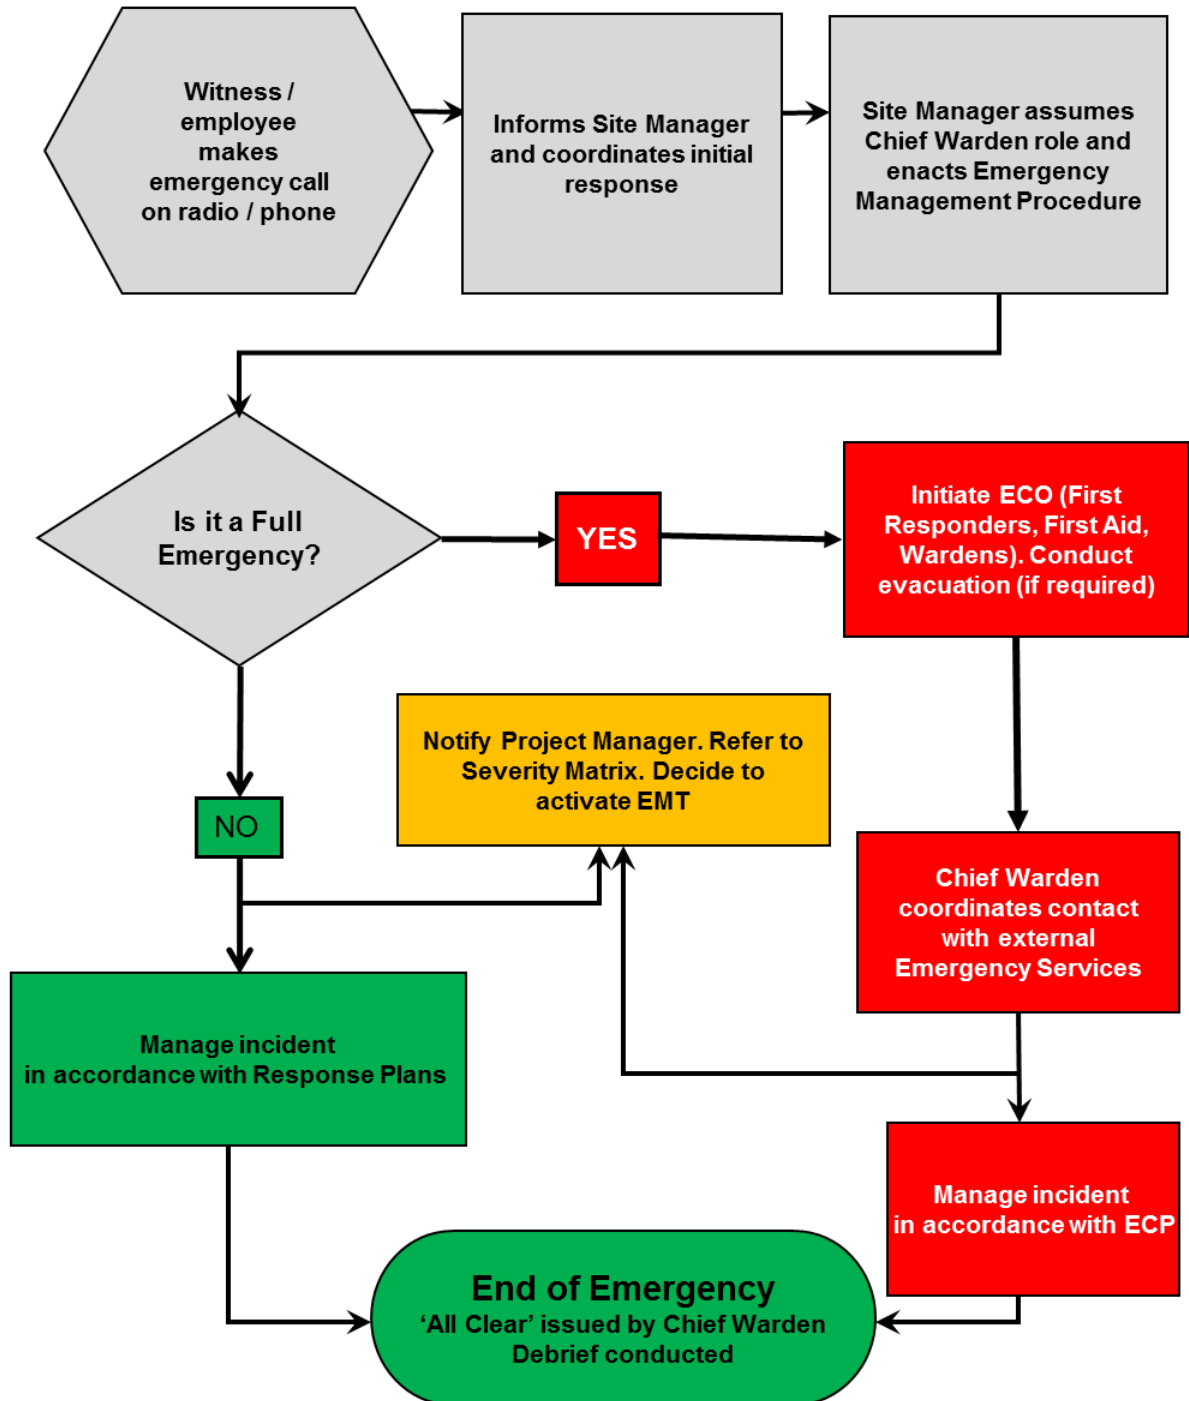 Witness /
employee
makes
emergency call
on radio / phone
Informs Site Manager
and coordinates initial
response
Site Manager assumes
Chief Warden role and
enacts Emergency
Management Procedure
Is it a Full
Emergency?
YES
Initiate ECO (First
Responders, First Aid,
Wardens). Conduct
evacuation (if required)
Notify Project Manager. Refer to
Severity Matrix. Decide to
activate EMT
NO
Chief Warden
coordinates contact
with external
Emergency Services
Manage incident
in accordance with Response Plans
Manage incident
in accordance with ECP
End of Emergency
‘All Clear’ issued by Chief Warden
Debrief conducted